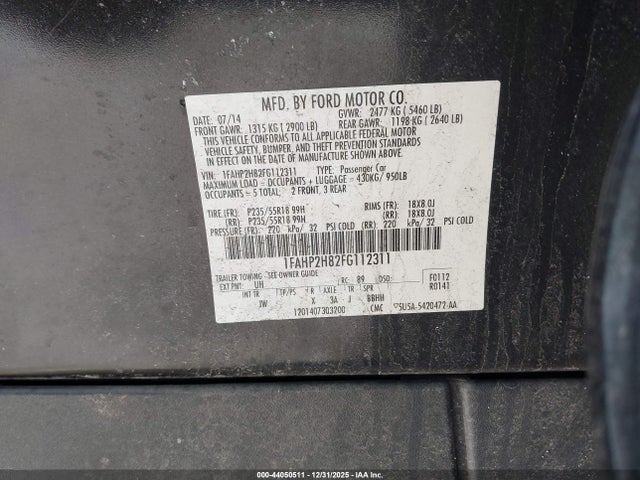 MFD. BY FORD MOTOR CO.
DATE: 07/14 GVWR: 2477 KG ( 5460 LB)
FRONT GAWR: 1315 KG ( 2900 LB) REAR GAWR: 1198 KG ( 2640 LB)
THIS VEHICLE CONFORMS TO ALL APPLICABLE FEDERAL MOTOR
VEHICLE SAFETY, BUMPER, AND THEFT PREVENTION STANDARDS IN EFFECT ON
THE DATE OF MANUFACTURE SHOWN ABOVE.
VIN: 1FAHP2H82FG112311 TYPE: Passenger Car
MAXIMUM LOAD = OCCUPANTS + LUGGAGE = 430KG/ 950LB
OCCUPANTS = 5 TOTAL: 2 FRONT, 3 REAR
TIRE (FR): P235/55R18 99H RIMS (FR): 18X8.0J
(RR): P235/55R18 99H (RR): 18X8.0J
PRESSURE (FR): 220 kPa/ 32 PSI COLD (RR): 220 kPa/ 32 PSI COLD
1FAHP2H82FG112311
TRAILER TOWING - SEE OWNER GUIDE
EXT PNT: UH RC: 89 DSO: F0112
INT TR TP/PS R AXLE TR SPR R0141
JW X 3A J BBHH
1201407303200 CMC 5U5A-5420472-AA
000-44050511 - 12/31/2025 - IAA Inc.